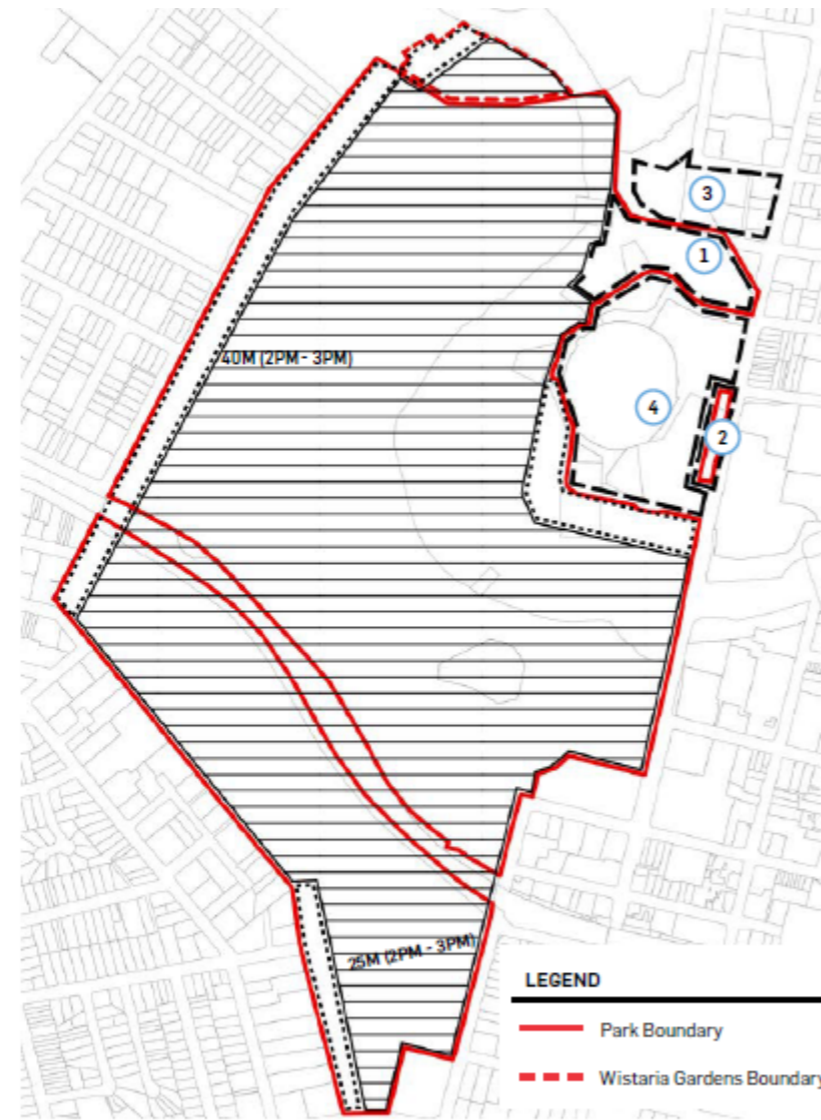 3
1
40M (2PM - 3PM)
4
2
25M (2PM - 3PM)
LEGEND
Park Boundary
Wistaria Gardens Boundary